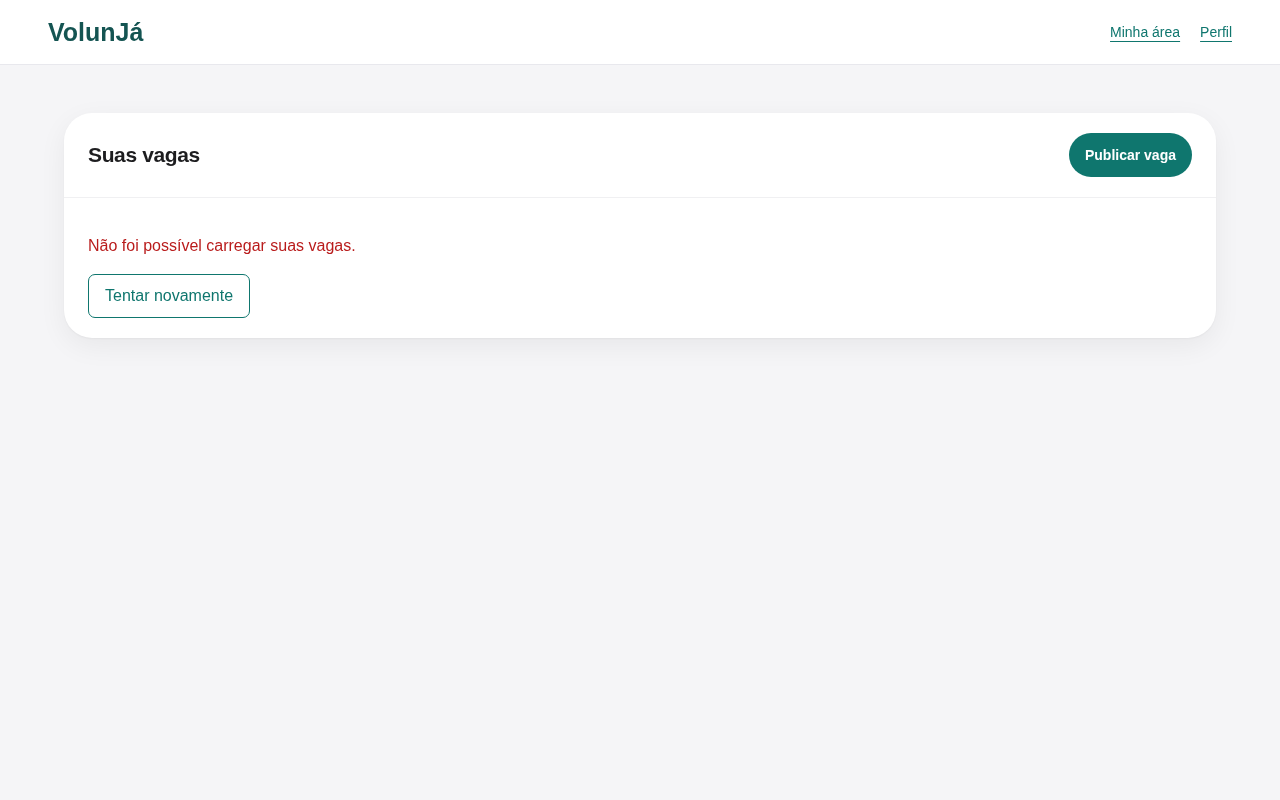 VolunJá
Minha área
Perfil
Suas vagas
Publicar vaga
Não foi possível carregar suas vagas.
Tentar novamente